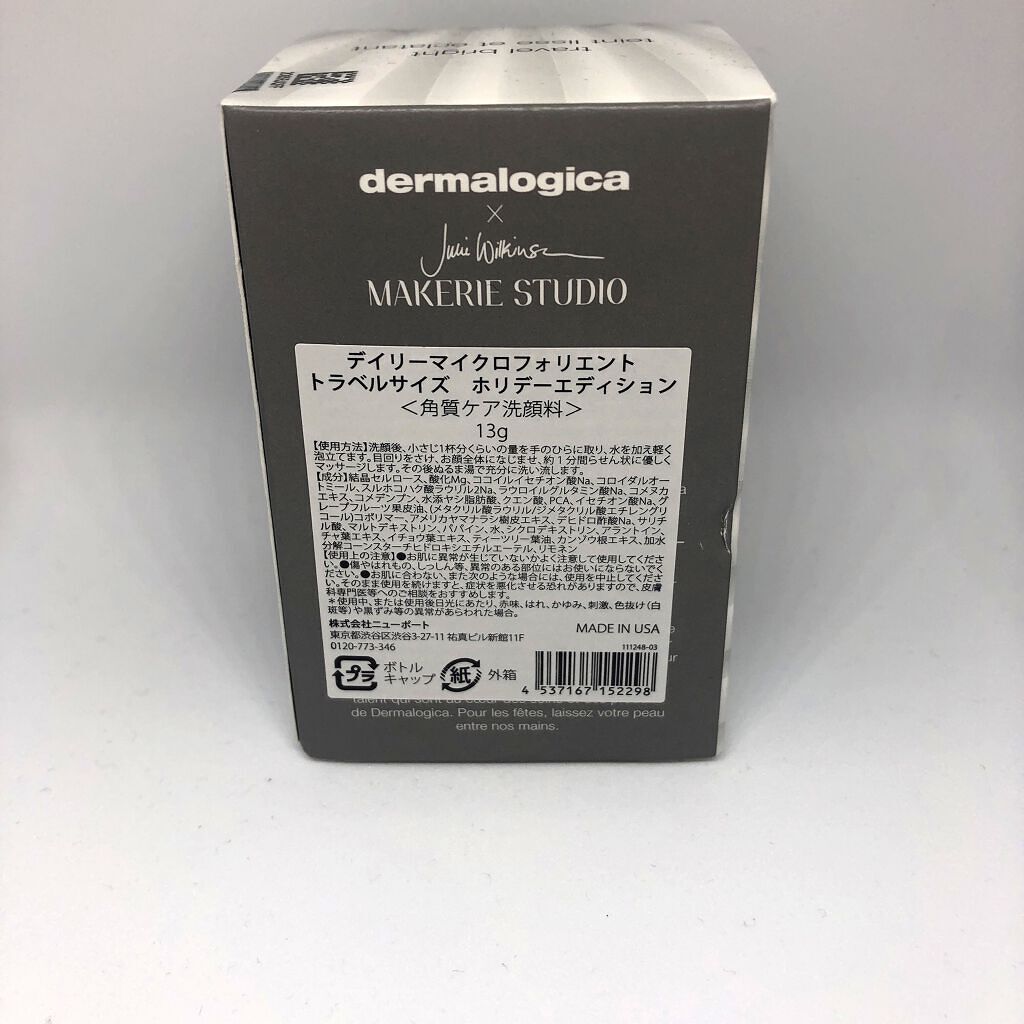 travel bright
teint lisse et éclatant
dermalogica
×
Julie Wilkinson
MAKERIE STUDIO
デイリーマイクロフォリエント
トラベルサイズ ホリデーエディション
＜角質ケア洗顔料＞
13g
【使用方法】洗顔後、小さじ1杯分くらいの量を手のひらに取り、水を加え軽く
泡立てます。目回りをさけ、お顔全体になじませ、約1分間らせん状に優しく
マッサージします。その後ぬるま湯で充分に洗い流します。
【成分】結晶セルロース、酸化Mg、ココイルイセチオン酸Na、コロイダルオー
トミール、スルホコハク酸ラウリル2Na、ラウロイルグルタミン酸Na、コメヌカ
エキス、コメデンプン、水添ヤシ脂肪酸、クエン酸、PCA、イセチオン酸Na、グ
レープフルーツ果皮油、(メタクリル酸ラウリル/ジメタクリル酸エチレングリ
コール)コポリマー、アメリカヤマナラシ樹皮エキス、デヒドロ酢酸Na、サリチ
ル酸、マルトデキストリン、パパイン、水、シクロデキストリン、アラントイン、
チャ葉エキス、イチョウ葉エキス、ティーツリー葉油、カンゾウ根エキス、加水
分解コーンスターチヒドロキシエチルエーテル、リモネン
【使用上の注意】●お肌に異常が生じていないかよく注意して使用してくださ
い。●傷やはれもの、しっしん等、異常のある部位にはお使いにならないでく
ださい。●お肌に合わない、また次のような場合には、使用を中止してくださ
い。そのまま使用を続けますと、症状を悪化させる恐れがありますので、皮膚
科専門医等へのご相談をおすすめします。
＊使用中、または使用後日光にあたり、赤味、はれ、かゆみ、刺激、色抜け(白
斑等)や黒ずみ等の異常があらわれた場合。
株式会社ニューポート
MADE IN USA
東京都渋谷区渋谷3-27-11 祐真ビル新館11F
0120-773-346
111248-03
プラ ボトル
キャップ
紙 外箱
4 537167 152298
de Dermalogica. Pour les fêtes, laissez votre peau
entre nos mains.